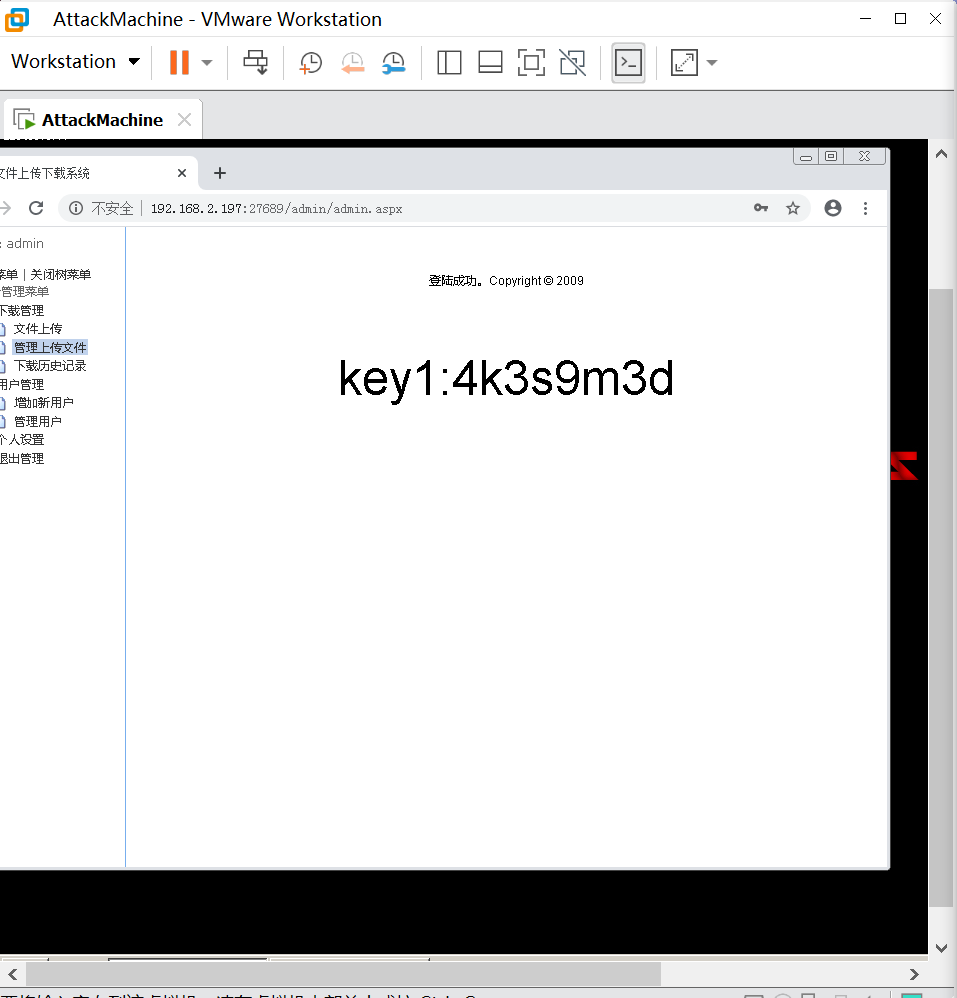 AttackMachine - VMware Workstation
Workstation
AttackMachine
文件上传下载系统
不安全 | 192.168.2.197:27689/admin/admin.aspx
: admin
菜单 | 关闭树菜单
管理菜单
下载管理
文件上传
管理上传文件
下载历史记录
用户管理
增加新用户
管理用户
个人设置
退出管理
登陆成功。Copyright © 2009
key1:4k3s9m3d